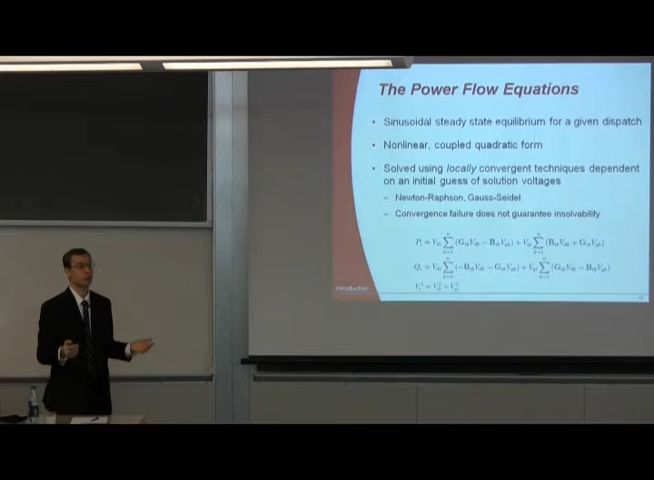 The Power Flow Equations
• Sinusoidal steady state equilibrium for a given dispatch
• Nonlinear, coupled quadratic form
• Solved using locally convergent techniques dependent
on an initial guess of solution voltages
– Newton-Raphson, Gauss-Seidel
– Convergence failure does not guarantee insolvability
Introduction